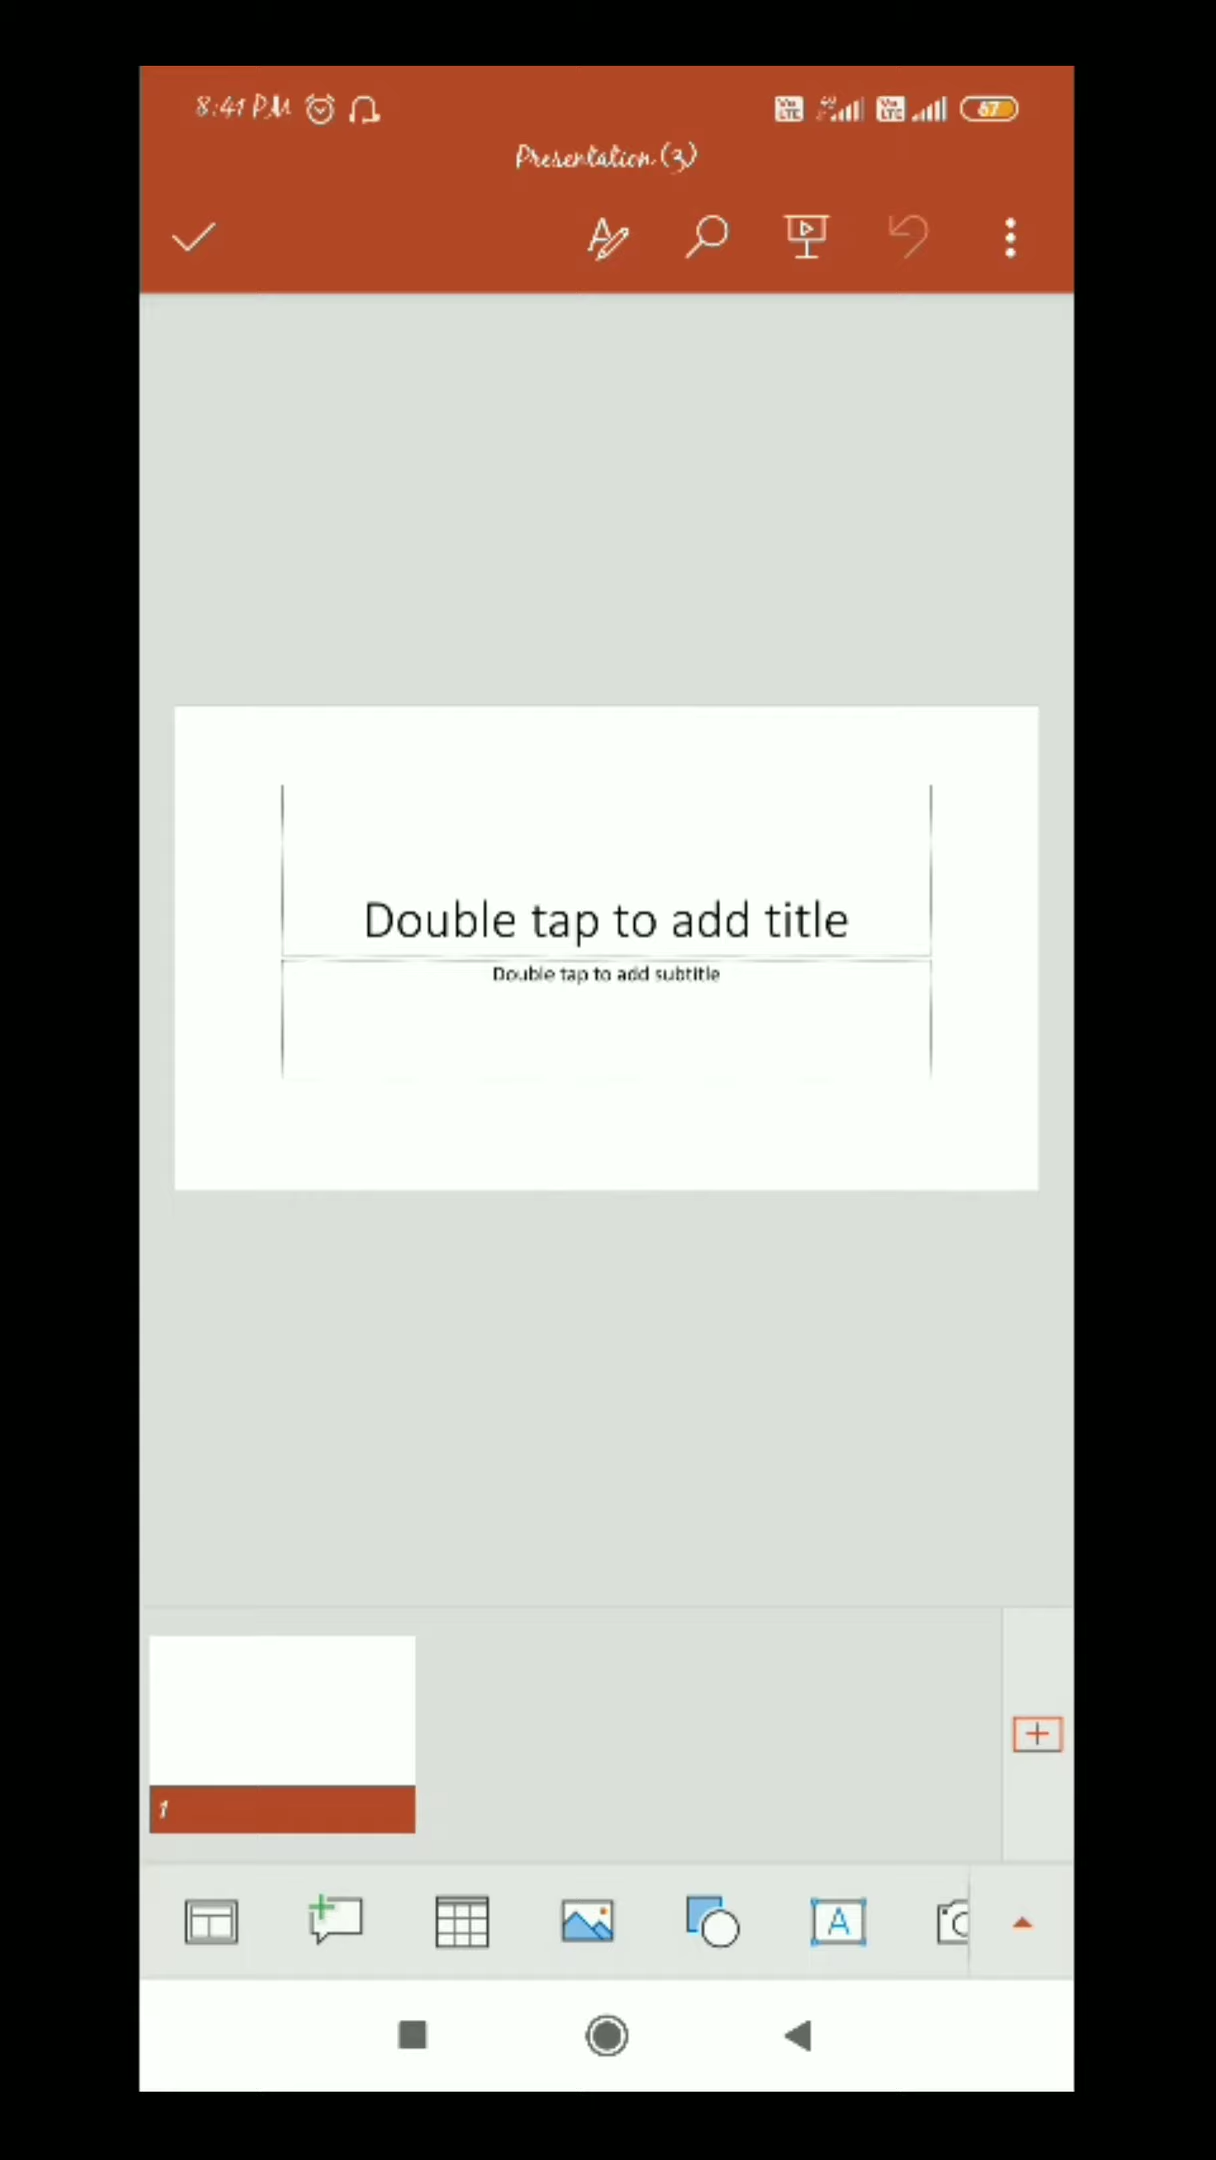 8:41 PM
67
Presentation (3)
Double tap to add title
Double tap to add subtitle
1
A